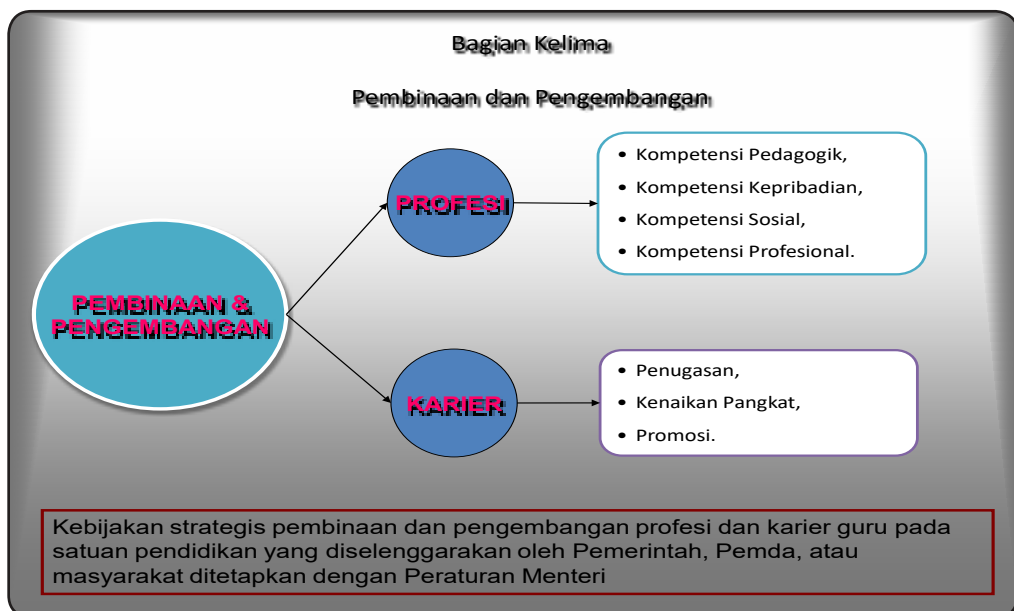 Bagian Kelima
Pembinaan dan Pengembangan
PEMBINAAN &
PENGEMBANGAN
PROFESI
• Kompetensi Pedagogik,
• Kompetensi Kepribadian,
• Kompetensi Sosial,
• Kompetensi Profesional.
KARIER
• Penugasan,
• Kenaikan Pangkat,
• Promosi.
Kebijakan strategis pembinaan dan pengembangan profesi dan karier guru pada
satuan pendidikan yang diselenggarakan oleh Pemerintah, Pemda, atau
masyarakat ditetapkan dengan Peraturan Menteri